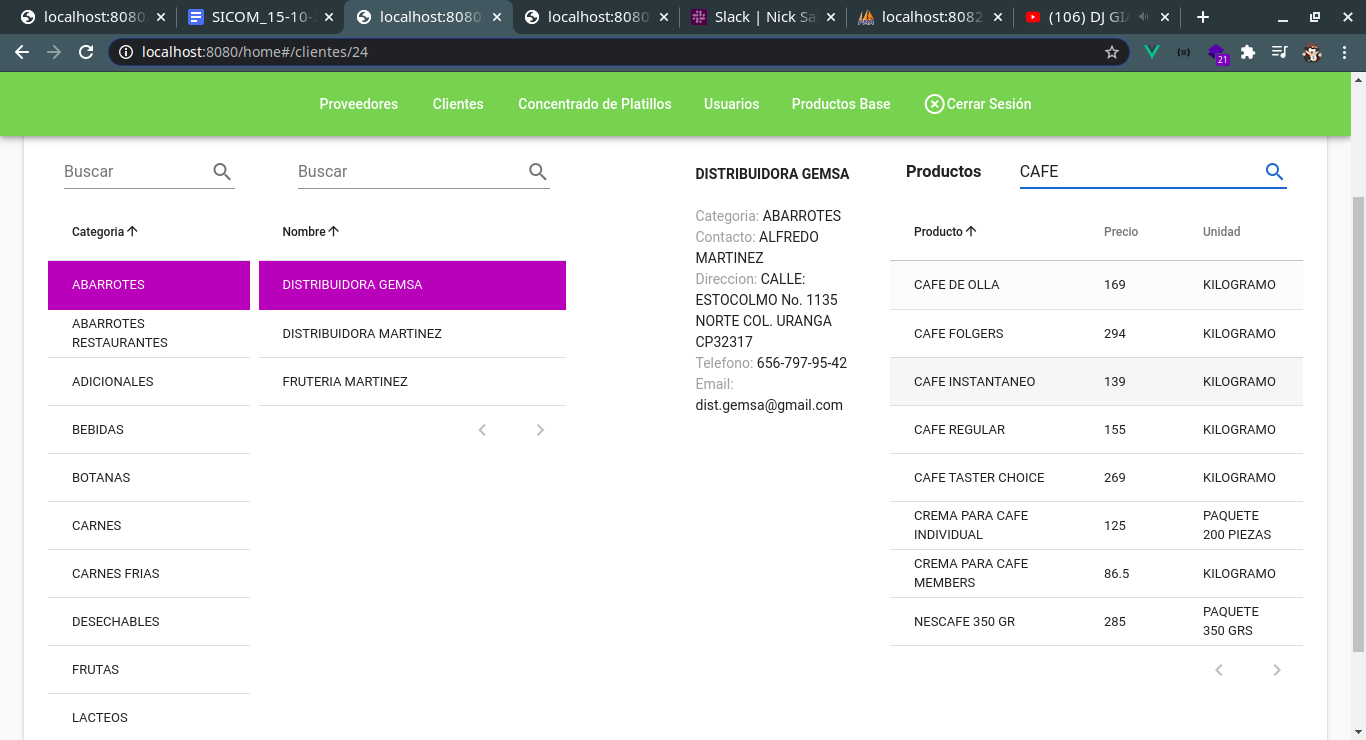 localhost:8080
SICOM_15-10-
localhost:8080
localhost:8080
Slack | Nick Sa
localhost:8082
(106) DJ GI
localhost:8080/home#/clientes/24
21
Proveedores Clientes Concentrado de Platillos Usuarios Productos Base Cerrar Sesión
Buscar
Categoria
ABARROTES
ABARROTES
RESTAURANTES
ADICIONALES
BEBIDAS
BOTANAS
CARNES
CARNES FRIAS
DESECHABLES
FRUTAS
LACTEOS
Buscar
Nombre
DISTRIBUIDORA GEMSA
DISTRIBUIDORA MARTINEZ
FRUTERIA MARTINEZ
DISTRIBUIDORA GEMSA
Categoria: ABARROTES
Contacto: ALFREDO
MARTINEZ
Direccion: CALLE:
ESTOCOLMO No. 1135
NORTE COL. URANGA
CP32317
Telefono: 656-797-95-42
Email:
dist.gemsa@gmail.com
Productos
CAFE
Producto Precio Unidad
CAFE DE OLLA 169 KILOGRAMO
CAFE FOLGERS 294 KILOGRAMO
CAFE INSTANTANEO 139 KILOGRAMO
CAFE REGULAR 155 KILOGRAMO
CAFE TASTER CHOICE 269 KILOGRAMO
CREMA PARA CAFE
INDIVIDUAL
125
PAQUETE
200 PIEZAS
CREMA PARA CAFE
MEMBERS
86.5
KILOGRAMO
NESCAFE 350 GR
285
PAQUETE
350 GRS